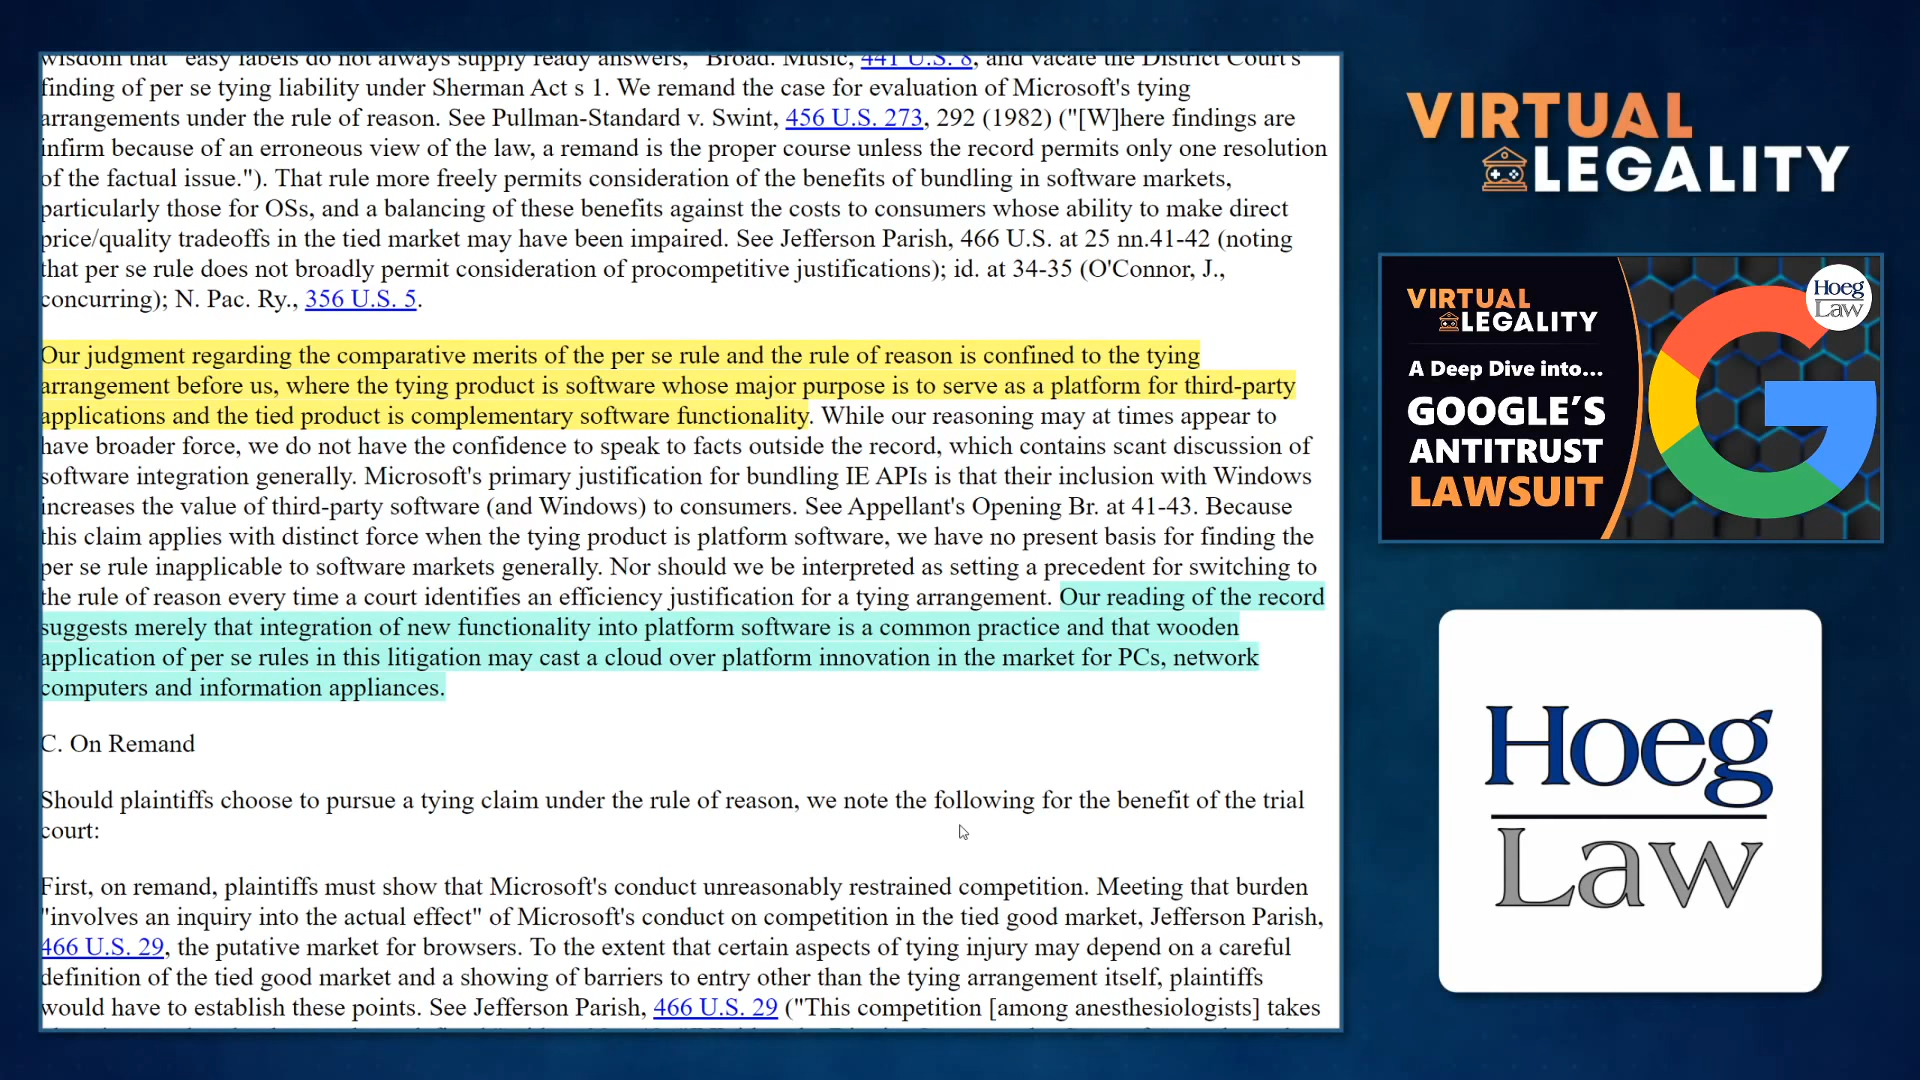 wisdom that "easy labels do not always supply ready answers," Broad. Music, 441 U.S. 8, and vacate the District Court's
finding of per se tying liability under Sherman Act s 1. We remand the case for evaluation of Microsoft's tying
arrangements under the rule of reason. See Pullman-Standard v. Swint, 456 U.S. 273, 292 (1982) ("[W]here findings are
infirm because of an erroneous view of the law, a remand is the proper course unless the record permits only one resolution
of the factual issue."). That rule more freely permits consideration of the benefits of bundling in software markets,
particularly those for OSs, and a balancing of these benefits against the costs to consumers whose ability to make direct
price/quality tradeoffs in the tied market may have been impaired. See Jefferson Parish, 466 U.S. at 25 nn.41-42 (noting
that per se rule does not broadly permit consideration of procompetitive justifications); id. at 34-35 (O'Connor, J.,
concurring); N. Pac. Ry., 356 U.S. 5.
Our judgment regarding the comparative merits of the per se rule and the rule of reason is confined to the tying
arrangement before us, where the tying product is software whose major purpose is to serve as a platform for third-party
applications and the tied product is complementary software functionality. While our reasoning may at times appear to
have broader force, we do not have the confidence to speak to facts outside the record, which contains scant discussion of
software integration generally. Microsoft's primary justification for bundling IE APIs is that their inclusion with Windows
increases the value of third-party software (and Windows) to consumers. See Appellant's Opening Br. at 41-43. Because
this claim applies with distinct force when the tying product is platform software, we have no present basis for finding the
per se rule inapplicable to software markets generally. Nor should we be interpreted as setting a precedent for switching to
the rule of reason every time a court identifies an efficiency justification for a tying arrangement. Our reading of the record
suggests merely that integration of new functionality into platform software is a common practice and that wooden
application of per se rules in this litigation may cast a cloud over platform innovation in the market for PCs, network
computers and information appliances.
C. On Remand
Should plaintiffs choose to pursue a tying claim under the rule of reason, we note the following for the benefit of the trial
court:
First, on remand, plaintiffs must show that Microsoft's conduct unreasonably restrained competition. Meeting that burden
"involves an inquiry into the actual effect" of Microsoft's conduct on competition in the tied good market, Jefferson Parish,
466 U.S. 29, the putative market for browsers. To the extent that certain aspects of tying injury may depend on a careful
definition of the tied good market and a showing of barriers to entry other than the tying arrangement itself, plaintiffs
would have to establish these points. See Jefferson Parish, 466 U.S. 29 ("This competition [among anesthesiologists] takes
VIRTUAL
LEGALITY
VIRTUAL
LEGALITY
A Deep Dive into...
GOOGLE'S
ANTITRUST
LAWSUIT
Hoeg
Law
Hoeg
Law